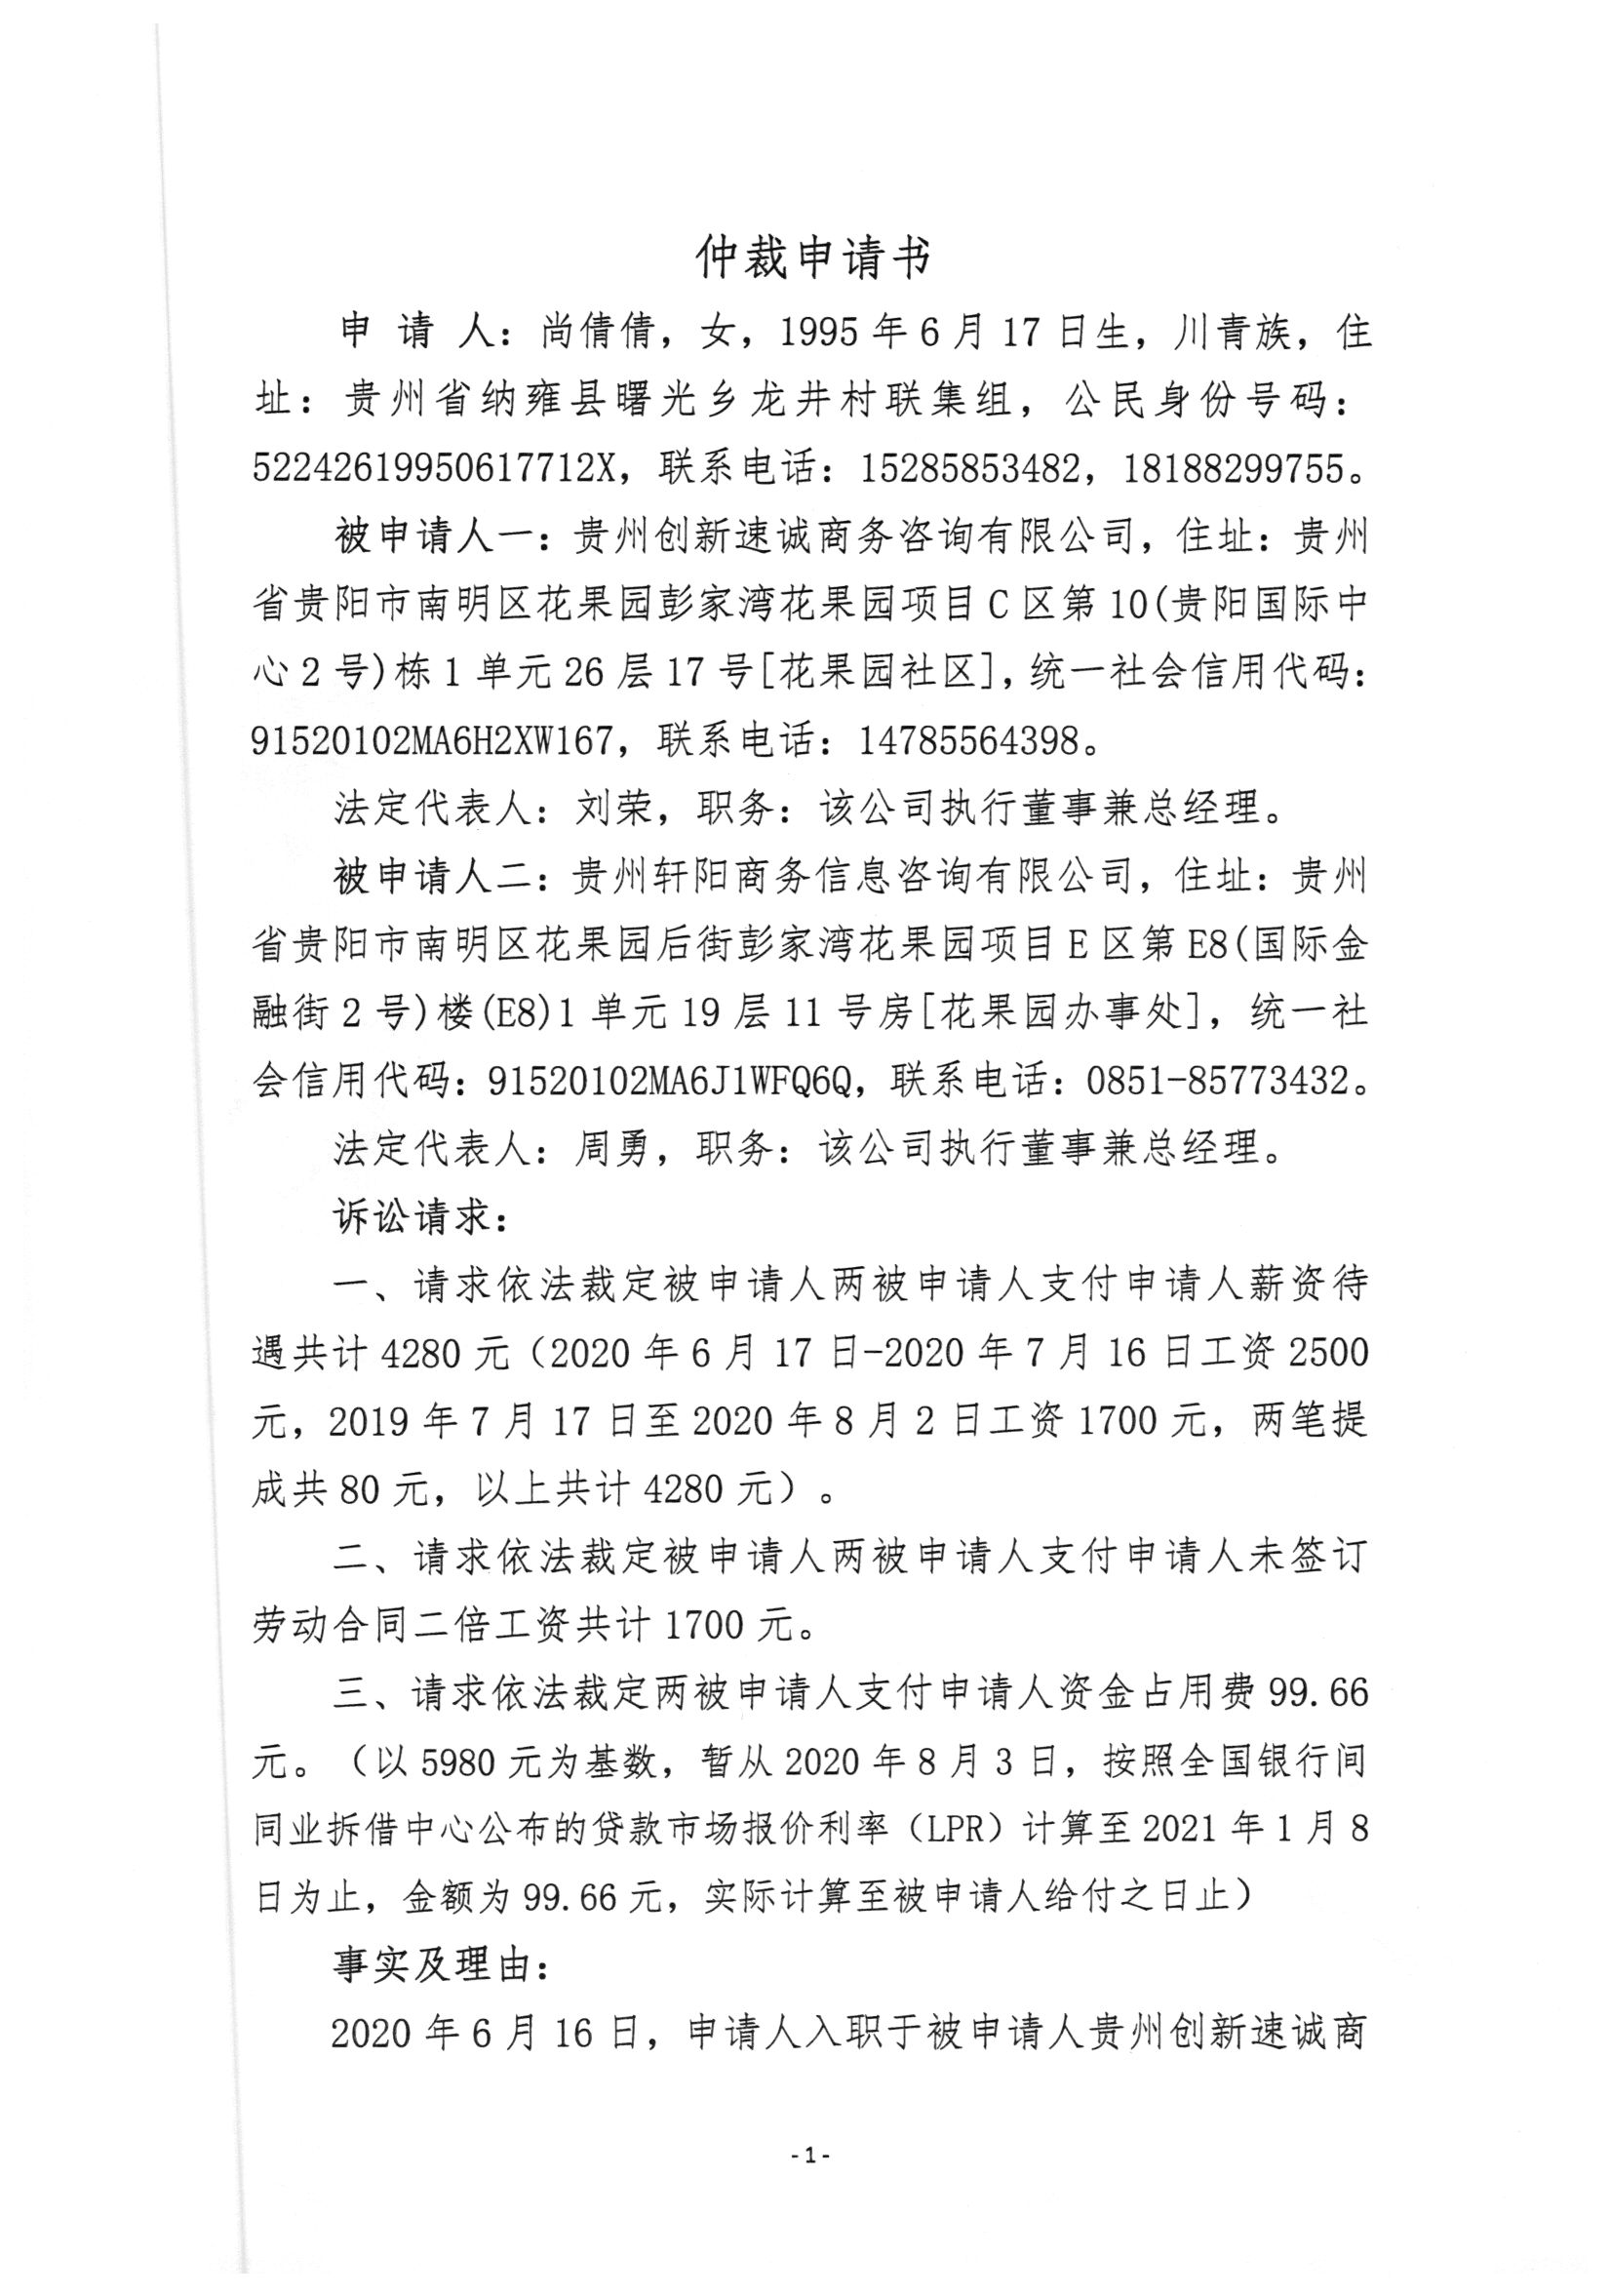 仲裁申请书
申 请 人：尚倩倩，女，1995 年 6 月 17 日生，川青族，住
址：贵州省纳雍县曙光乡龙井村联集组，公民身份号码：
52242619950617712X，联系电话：15285853482，18188299755。
被申请人一：贵州创新速诚商务咨询有限公司，住址：贵州
省贵阳市南明区花果园彭家湾花果园项目 C 区第 10(贵阳国际中
心 2 号)栋 1 单元 26 层 17 号[花果园社区]，统一社会信用代码：
91520102MA6H2XW167，联系电话：14785564398。
法定代表人：刘荣，职务：该公司执行董事兼总经理。
被申请人二：贵州轩阳商务信息咨询有限公司，住址：贵州
省贵阳市南明区花果园后街彭家湾花果园项目 E 区第 E8(国际金
融街 2 号)楼(E8)1 单元 19 层 11 号房[花果园办事处]，统一社
会信用代码：91520102MA6J1WFQ6Q，联系电话：0851-85773432。
法定代表人：周勇，职务：该公司执行董事兼总经理。
诉讼请求：
一、请求依法裁定被申请人两被申请人支付申请人薪资待
遇共计 4280 元（2020 年 6 月 17 日-2020 年 7 月 16 日工资 2500
元，2019 年 7 月 17 日至 2020 年 8 月 2 日工资 1700 元，两笔提
成共 80 元，以上共计 4280 元）。
二、请求依法裁定被申请人两被申请人支付申请人未签订
劳动合同二倍工资共计 1700 元。
三、请求依法裁定两被申请人支付申请人资金占用费 99.66
元。（以 5980 元为基数，暂从 2020 年 8 月 3 日，按照全国银行间
同业拆借中心公布的贷款市场报价利率（LPR）计算至 2021 年 1 月 8
日为止，金额为 99.66 元，实际计算至被申请人给付之日止）
事实及理由：
2020 年 6 月 16 日，申请人入职于被申请人贵州创新速诚商
- 1 -